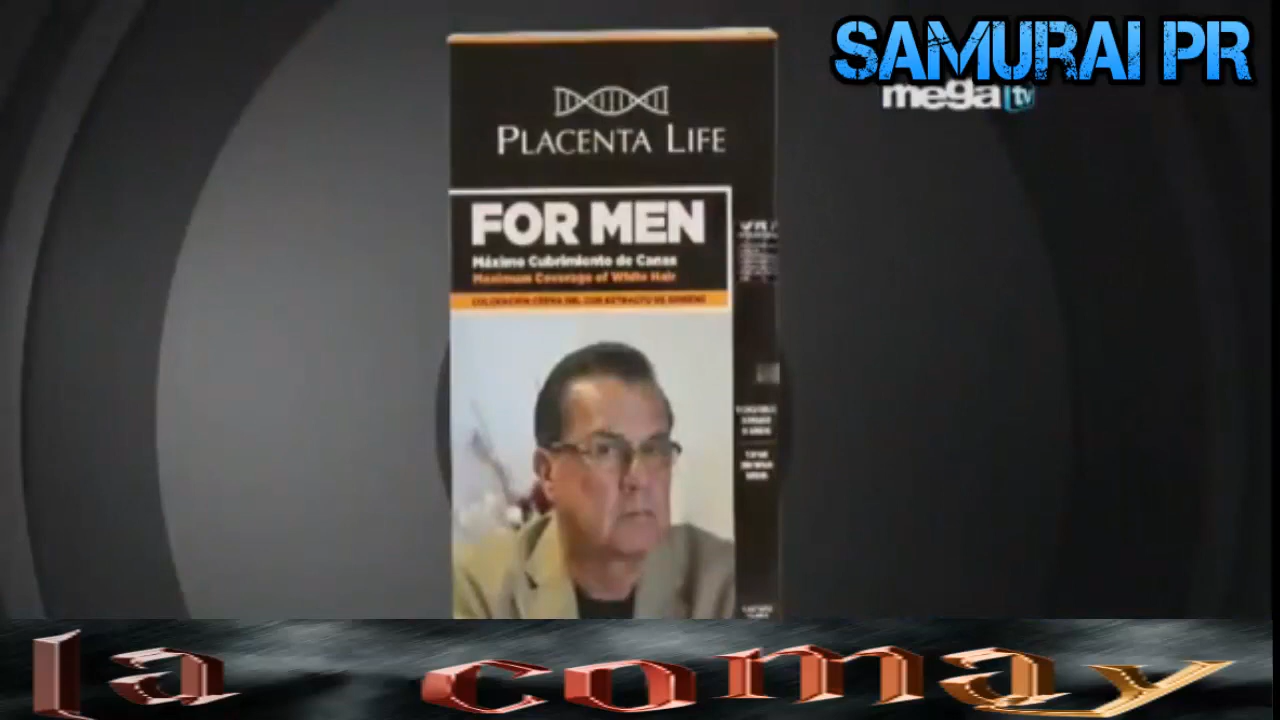 SAMURAI PR
mega tv
PLACENTA LIFE
FOR MEN
Máximo Cubrimiento de Canas
Maximum Coverage of White Hair
la comay